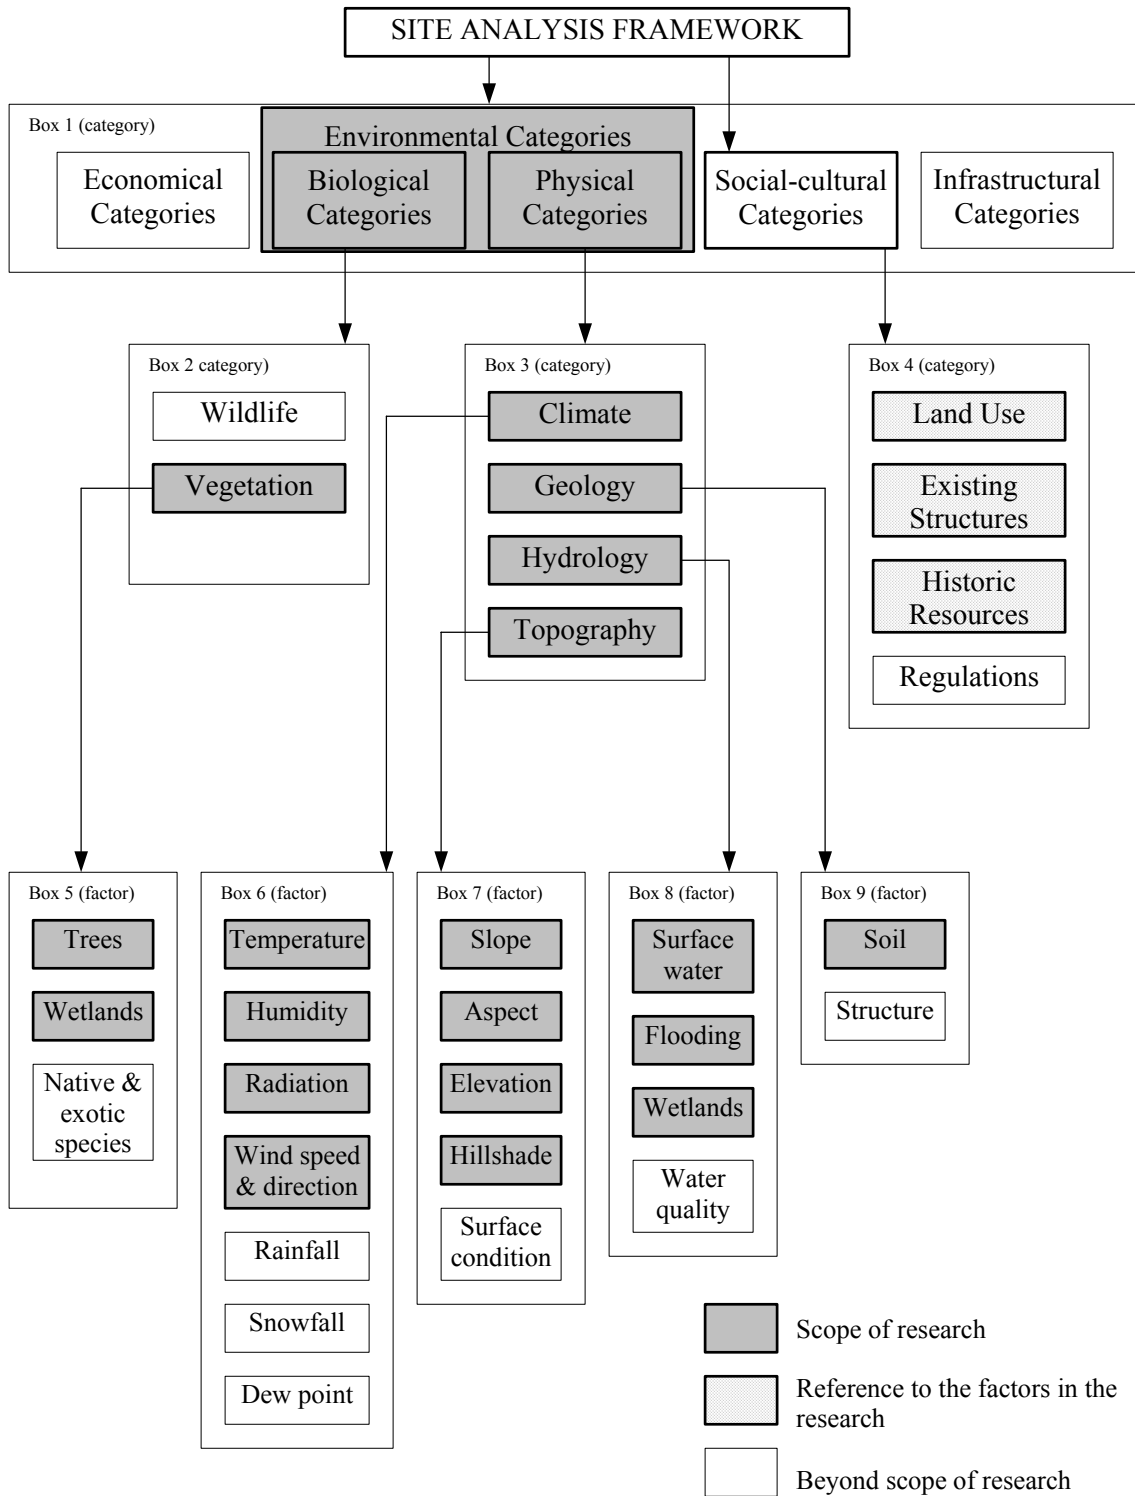 SITE ANALYSIS FRAMEWORK
Box 1 (category)
Environmental Categories
Economical
Categories
Biological
Categories
Physical
Categories
Social-cultural
Categories
Infrastructural
Categories
Box 2 category)
Wildlife
Vegetation
Box 3 (category)
Climate
Geology
Hydrology
Topography
Box 4 (category)
Land Use
Existing
Structures
Historic
Resources
Regulations
Box 5 (factor)
Trees
Wetlands
Native &
exotic
species
Box 6 (factor)
Temperature
Humidity
Radiation
Wind speed
& direction
Rainfall
Snowfall
Dew point
Box 7 (factor)
Slope
Aspect
Elevation
Hillshade
Surface
condition
Box 8 (factor)
Surface
water
Flooding
Wetlands
Water
quality
Box 9 (factor)
Soil
Structure
Scope of research
Reference to the factors in the
research
Beyond scope of research